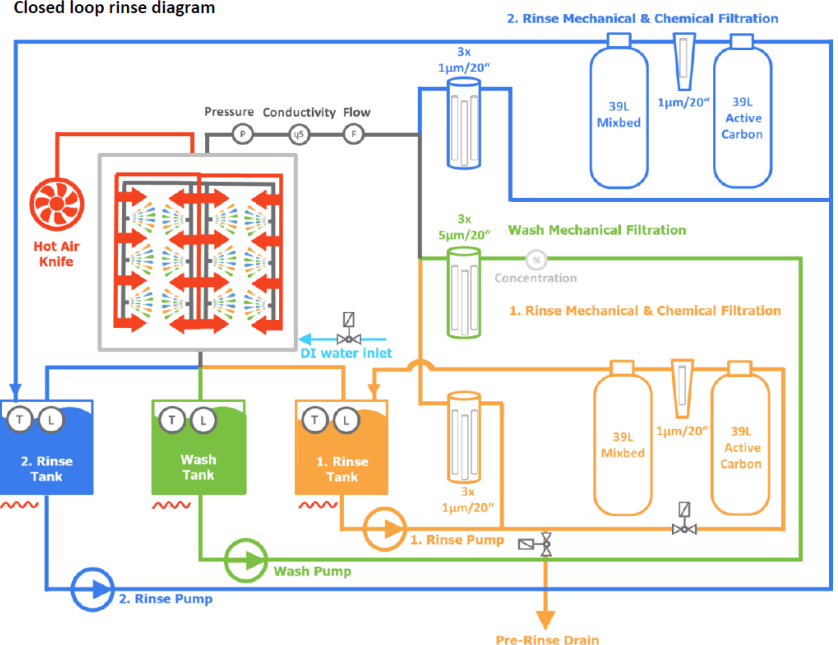 Closed loop rinse diagram
2. Rinse Mechanical & Chemical Filtration
3x
1µm/20"
39L
Mixbed
1µm/20"
39L
Active
Carbon
Pressure Conductivity Flow
P
µS
F
Hot Air
Knife
3x
5µm/20"
Wash Mechanical Filtration
%
Concentration
1. Rinse Mechanical & Chemical Filtration
DI water inlet
T L
2. Rinse
Tank
T L
Wash
Tank
T L
1. Rinse
Tank
3x
1µm/20"
39L
Mixbed
1µm/20"
39L
Active
Carbon
1. Rinse Pump
Wash Pump
2. Rinse Pump
Pre-Rinse Drain